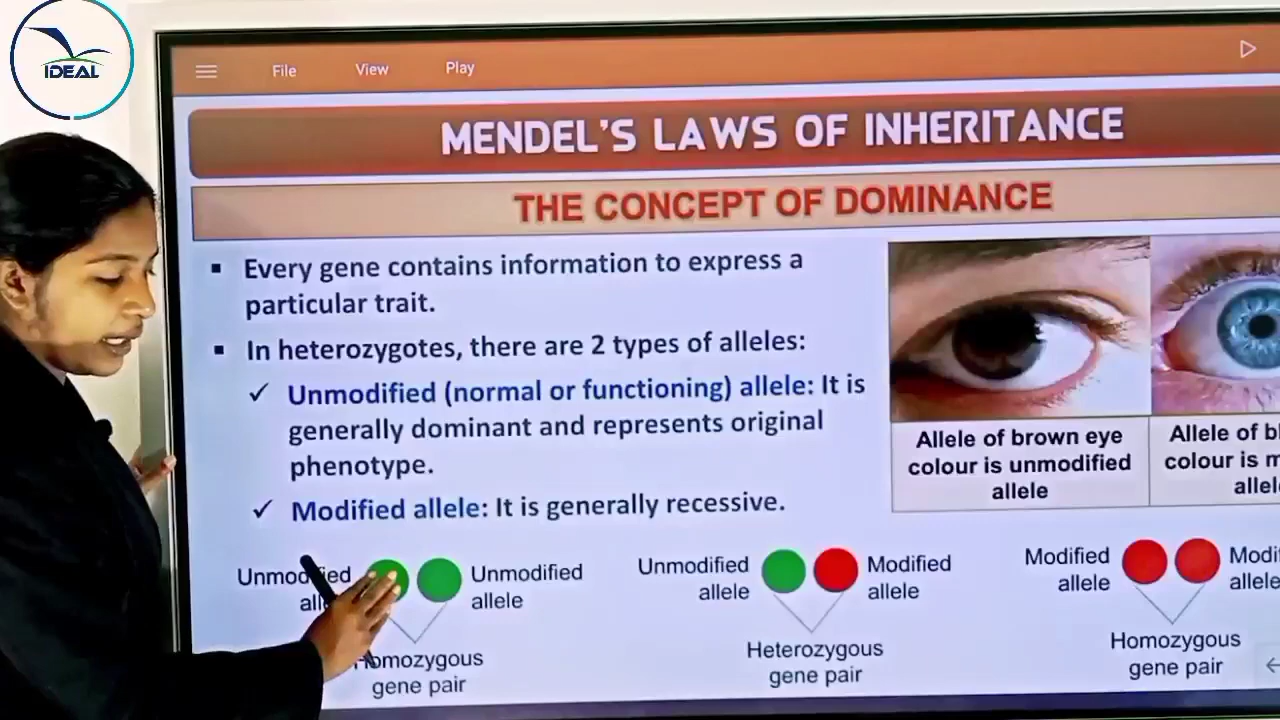 IDEAL
File View Play
MENDEL'S LAWS OF INHERITANCE
THE CONCEPT OF DOMINANCE
▪ Every gene contains information to express a
particular trait.
▪ In heterozygotes, there are 2 types of alleles:
✓ Unmodified (normal or functioning) allele: It is
generally dominant and represents original
phenotype.
✓ Modified allele: It is generally recessive.
Allele of brown eye
colour is unmodified
allele
Allele of
colour is
Unmodified
Unmodified
allele
Homozygous
gene pair
Unmodified
allele
Modified
allele
Heterozygous
gene pair
Modified
allele
Homozygous
gene pair